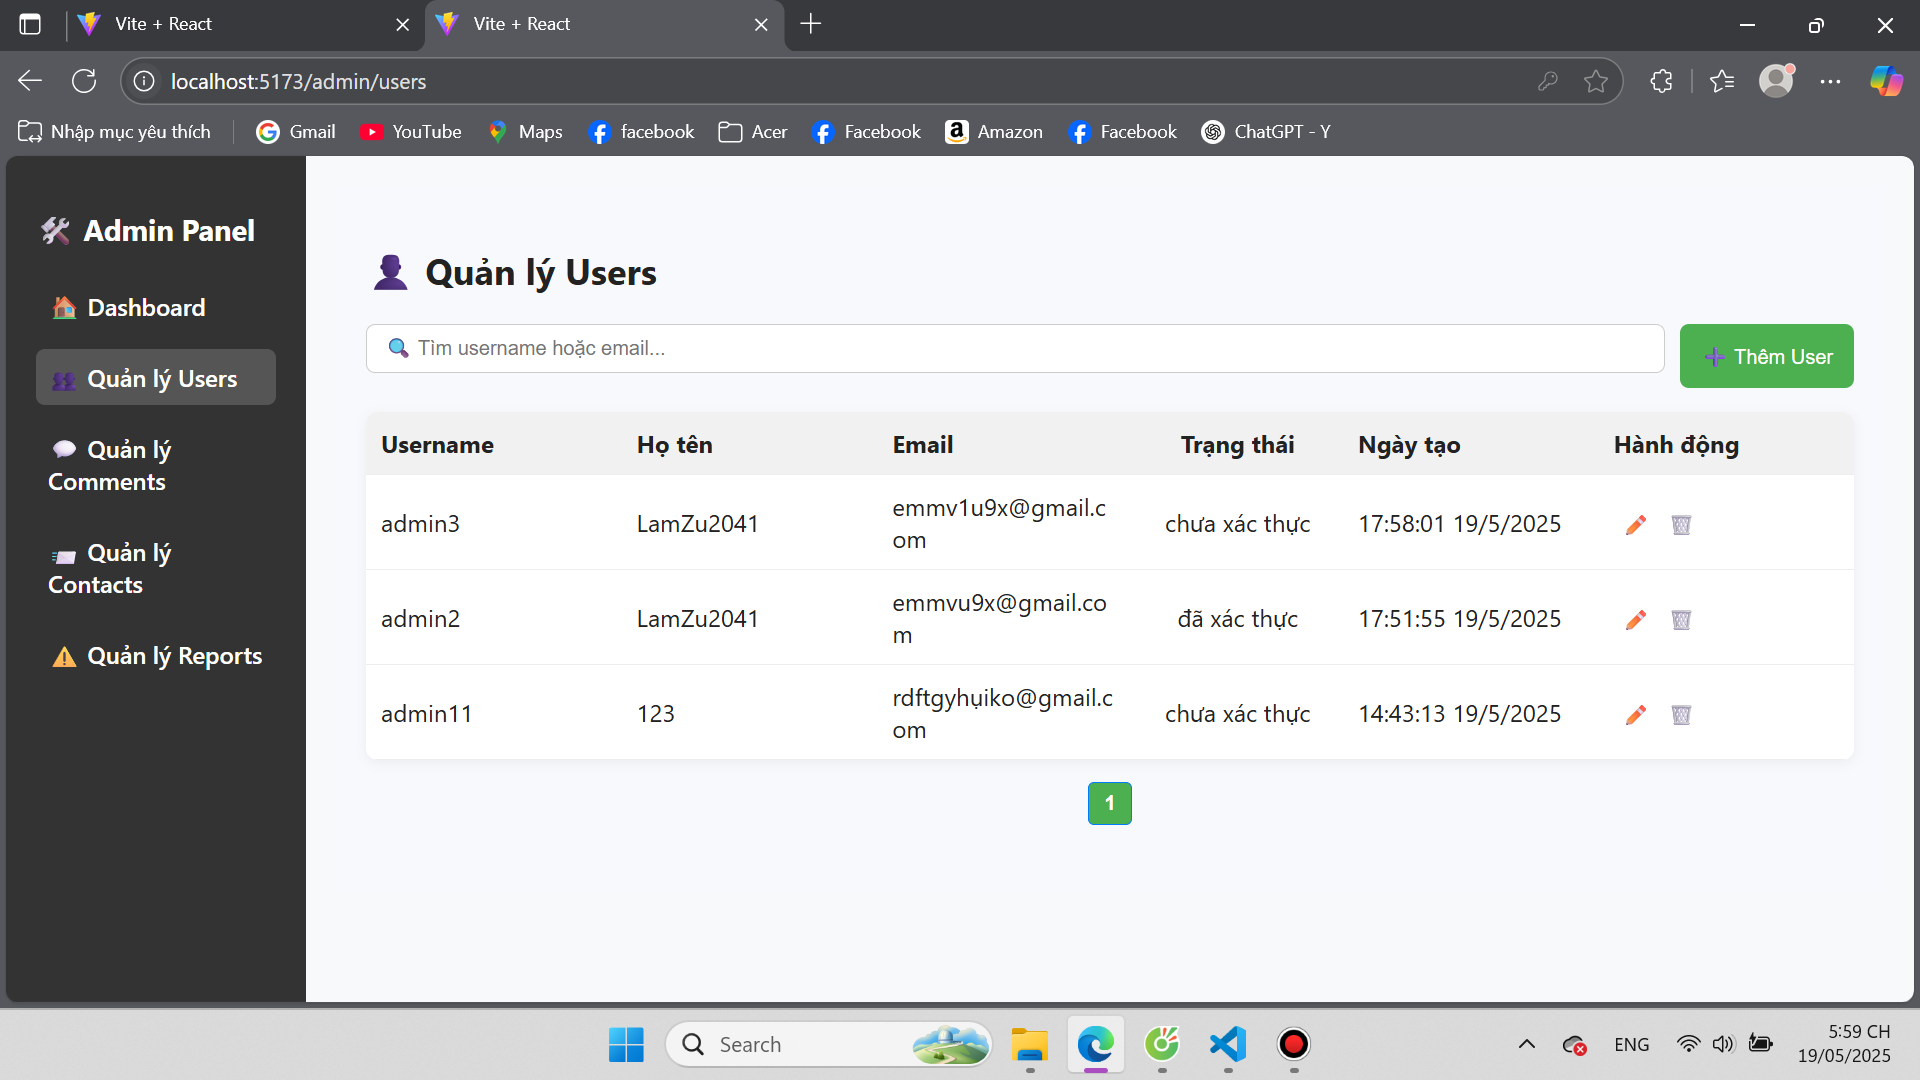 Vite + React
Vite + React
localhost:5173/admin/users
Nhập mục yêu thích
Gmail
YouTube
Maps
facebook
Acer
Facebook
Amazon
Facebook
ChatGPT - Y
Admin Panel
Dashboard
Quản lý Users
Quản lý
Comments
Quản lý
Contacts
Quản lý Reports
Quản lý Users
Tìm username hoặc email...
Thêm User
Username Họ tên Email Trạng thái Ngày tạo Hành động
admin3 LamZu2041 emmv1u9x@gmail.c chưa xác thực 17:58:01 19/5/2025
om
admin2 LamZu2041 emmvu9x@gmail.co đã xác thực 17:51:55 19/5/2025
m
admin11 123 rdftgyhụiko@gmail.c chưa xác thực 14:43:13 19/5/2025
om
1
Search
ENG
5:59 CH
19/05/2025